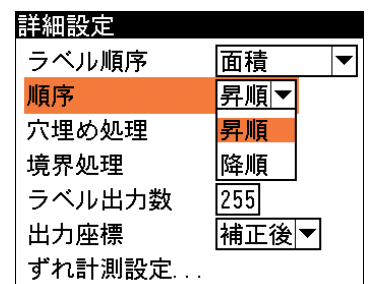 詳細設定
ラベル順序 面積
順序 昇順
穴埋め処理 昇順
境界処理 降順
ラベル出力数 255
出力座標 補正後
ずれ計測設定...